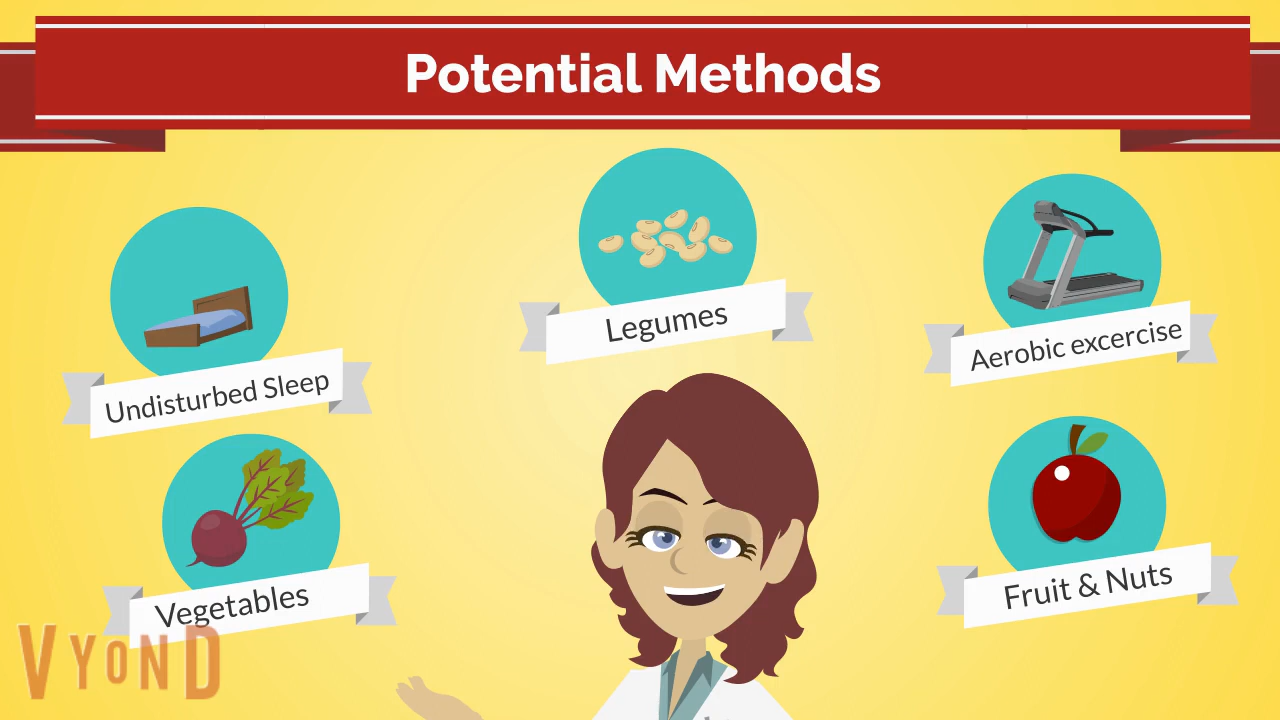 Potential Methods
Legumes
Aerobic excercise
Undisturbed Sleep
Vegetables
Fruit & Nuts
VYOND